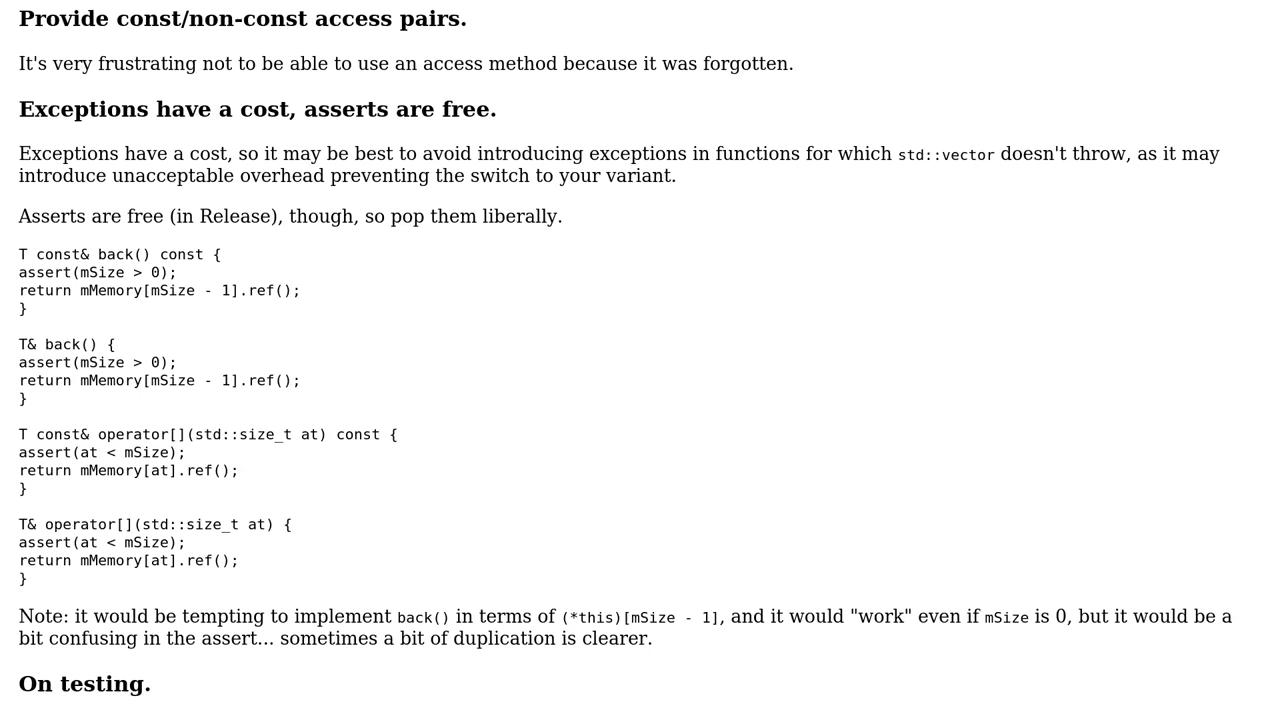 Provide const/non-const access pairs.
It's very frustrating not to be able to use an access method because it was forgotten.
Exceptions have a cost, asserts are free.
Exceptions have a cost, so it may be best to avoid introducing exceptions in functions for which std::vector doesn't throw, as it may
introduce unacceptable overhead preventing the switch to your variant.
Asserts are free (in Release), though, so pop them liberally.
T const& back() const {
assert(mSize > 0);
return mMemory[mSize - 1].ref();
}
T& back() {
assert(mSize > 0);
return mMemory[mSize - 1].ref();
}
T const& operator[](std::size_t at) const {
assert(at < mSize);
return mMemory[at].ref();
}
T& operator[](std::size_t at) {
assert(at < mSize);
return mMemory[at].ref();
}
Note: it would be tempting to implement back() in terms of (*this)[mSize - 1], and it would "work" even if mSize is 0, but it would be a
bit confusing in the assert... sometimes a bit of duplication is clearer.
On testing.